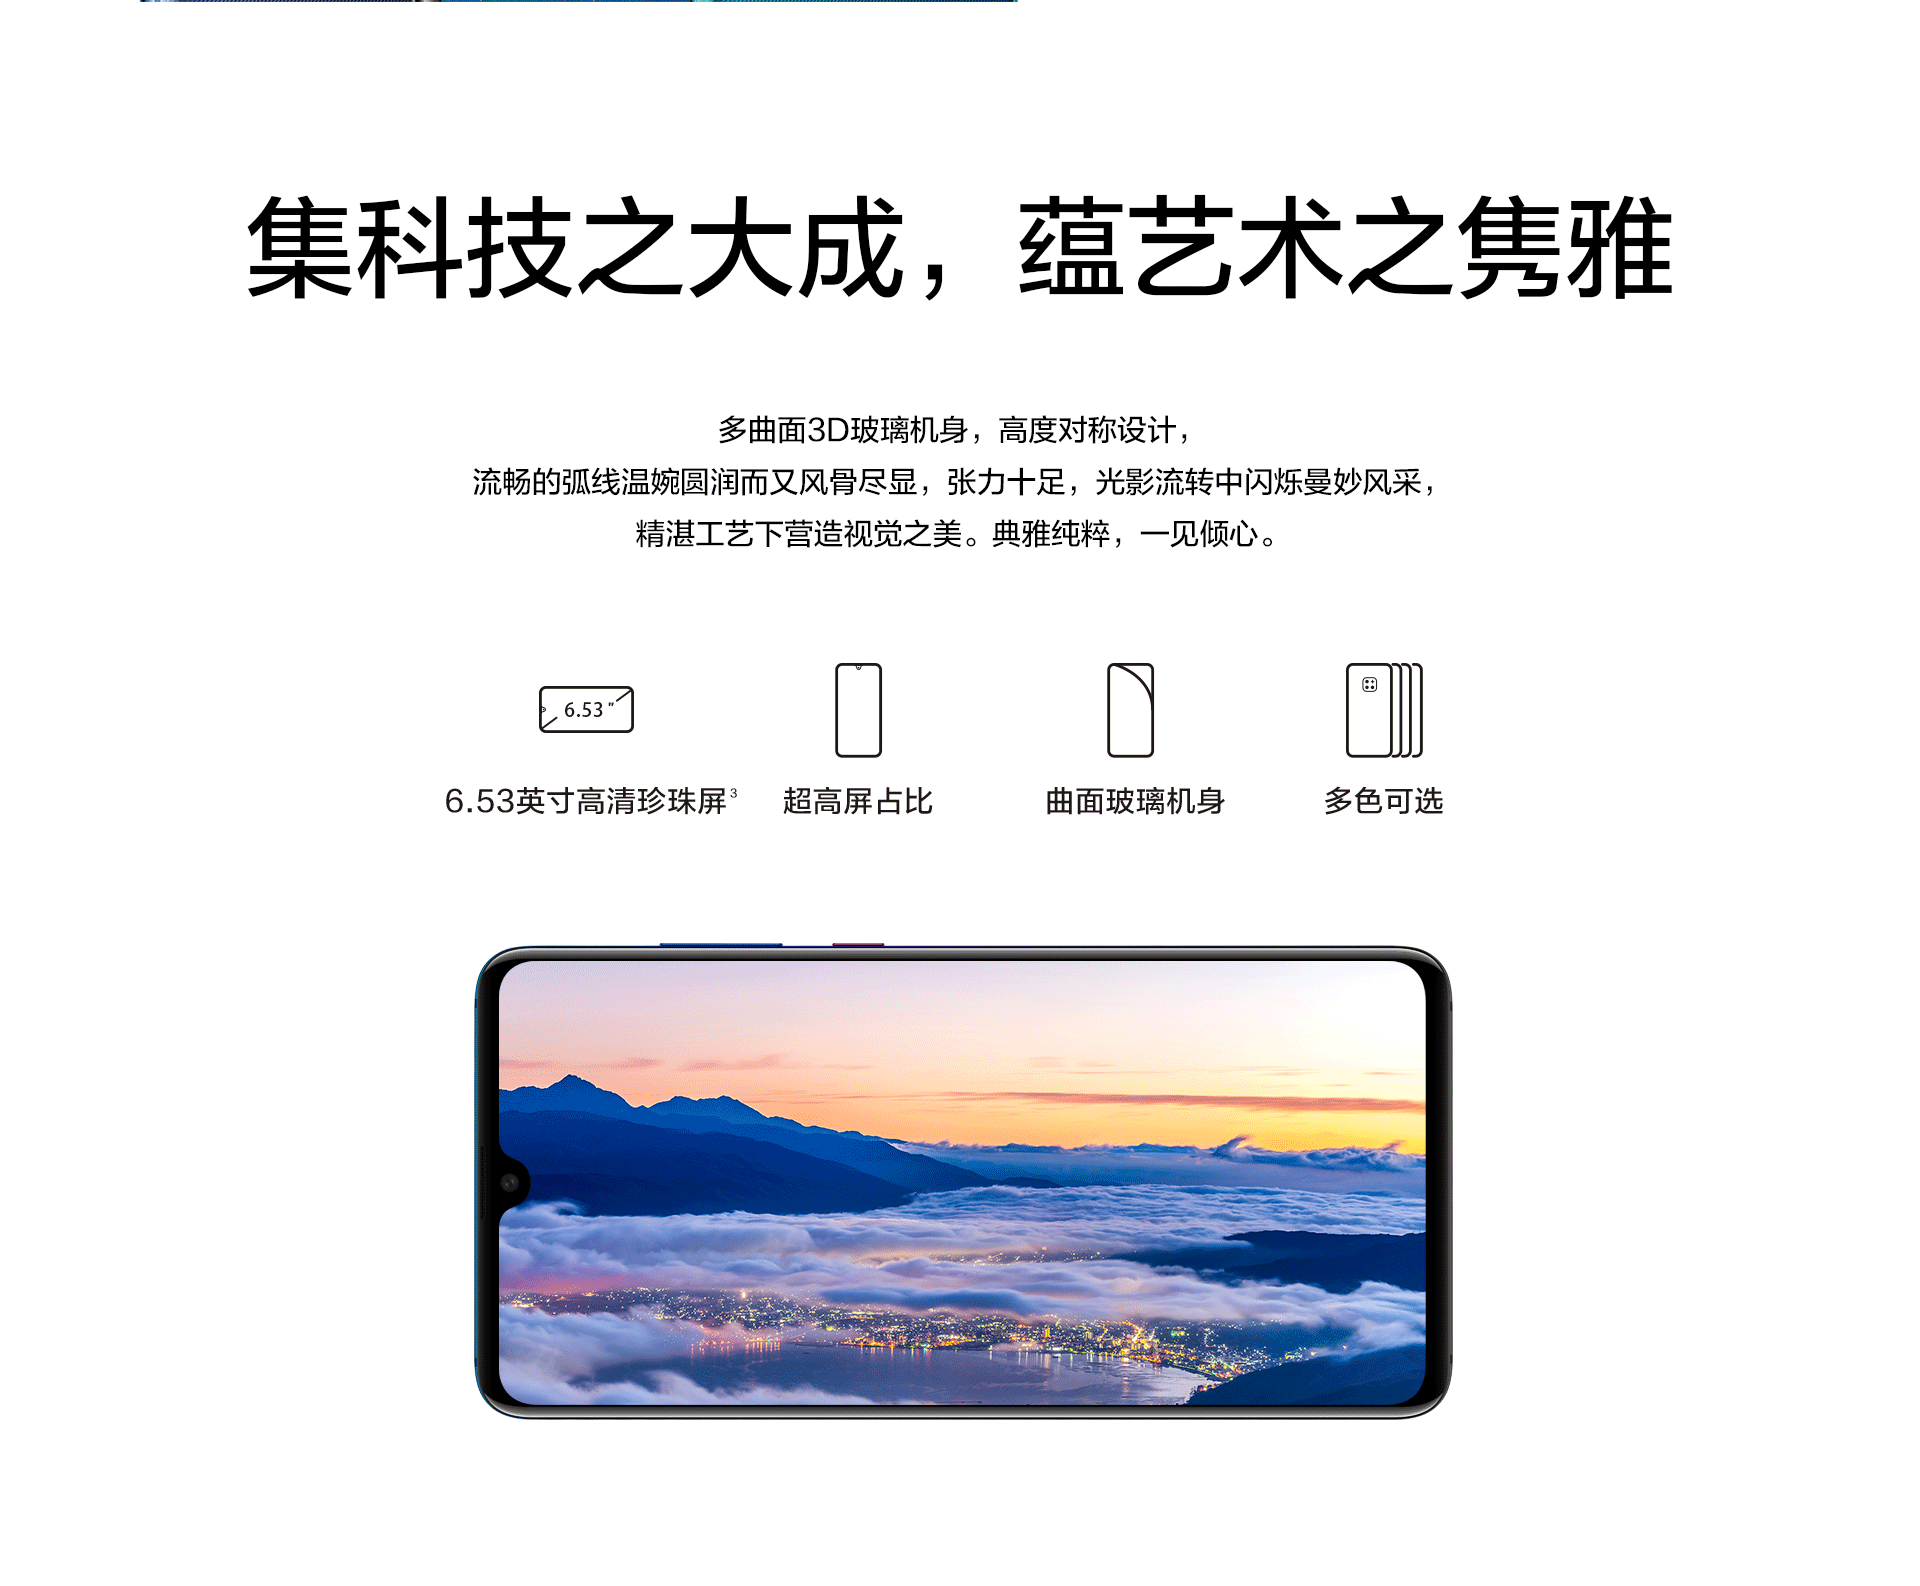 集科技之大成，蕴艺术之隽雅
多曲面3D玻璃机身，高度对称设计，
流畅的弧线温婉圆润而又风骨尽显，张力十足，光影流转中闪烁曼妙风采，
精湛工艺下营造视觉之美。典雅纯粹，一见倾心。
6.53"
6.53英寸高清珍珠屏3
超高屏占比
曲面玻璃机身
多色可选